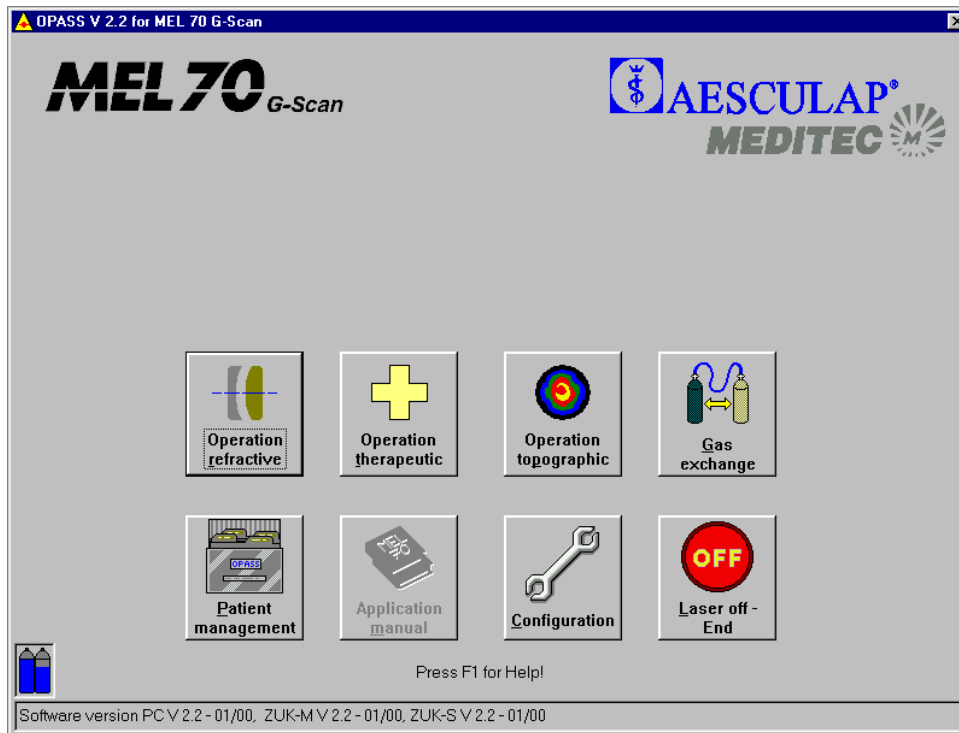 OPASS V 2.2 for MEL 70 G-Scan
MEL 70 G-Scan
AESCULAP®
MEDITEC M
Operation
refractive
Operation
therapeutic
Operation
topographic
Gas
exchange
OPASS
Patient
management
MEL
70
Application
manual
Configuration
OFF
Laser off -
End
Press F1 for Help!
Software version PC V 2.2 - 01/00, ZUK-M V 2.2 - 01/00, ZUK-S V 2.2 - 01/00